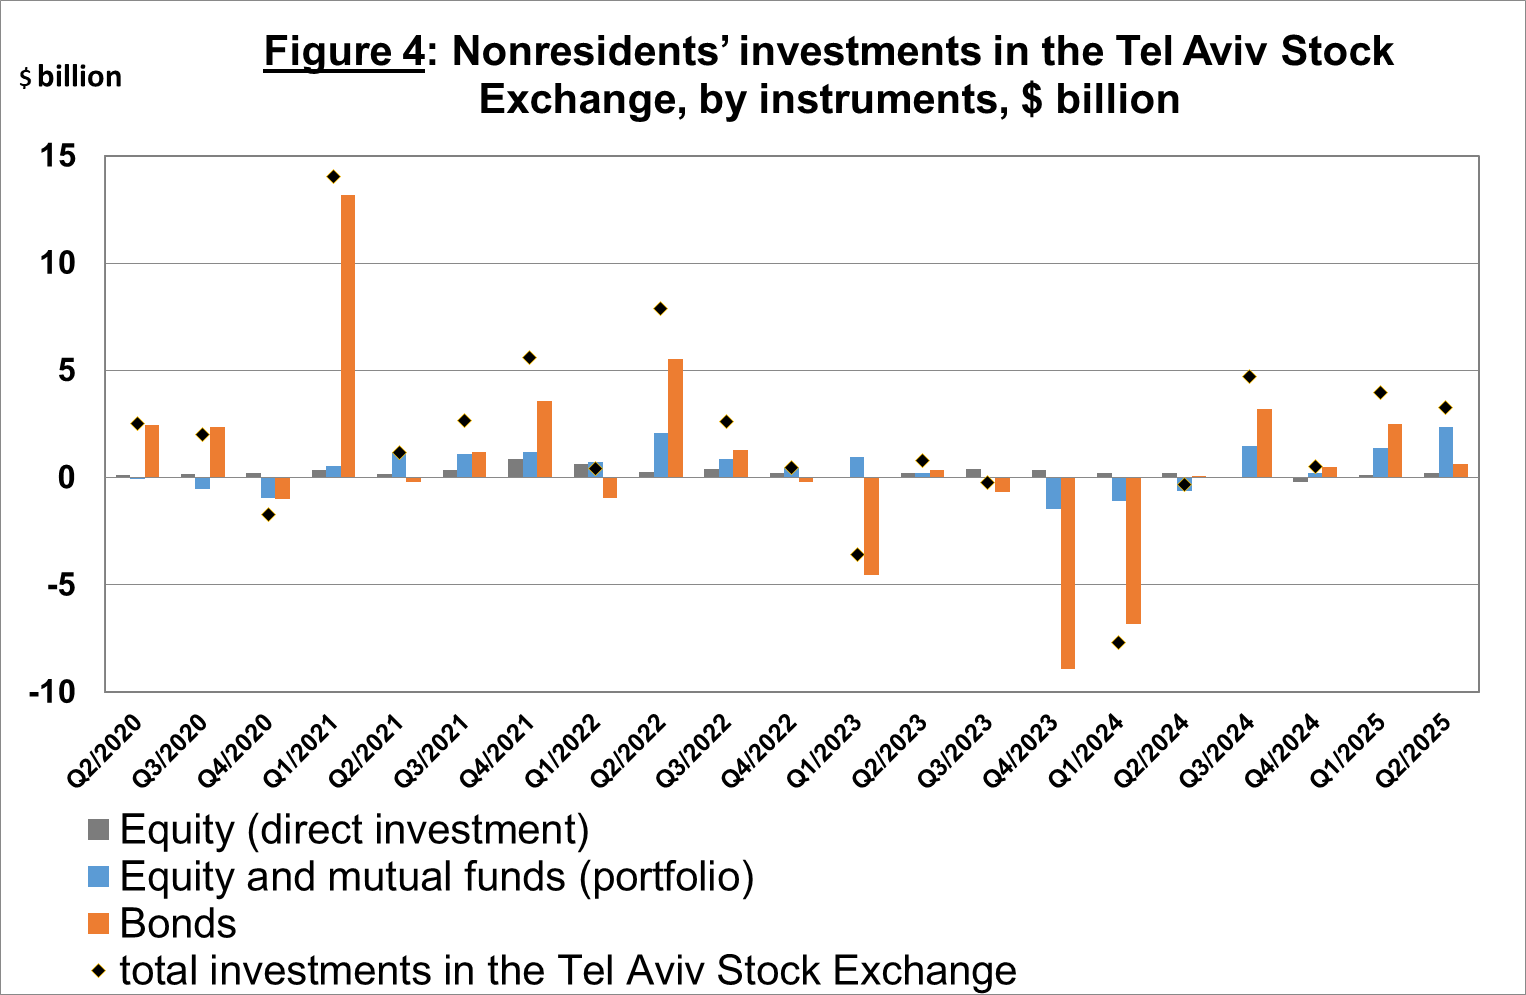 Figure 4: Nonresidents’ investments in the Tel Aviv Stock
Exchange, by instruments, $ billion
$ billion
15
10
5
0
-5
-10
Q2/2020
Q3/2020
Q4/2020
Q1/2021
Q2/2021
Q3/2021
Q4/2021
Q1/2022
Q2/2022
Q3/2022
Q4/2022
Q1/2023
Q2/2023
Q3/2023
Q4/2023
Q1/2024
Q2/2024
Q3/2024
Q4/2024
Q1/2025
Q2/2025
Equity (direct investment)
Equity and mutual funds (portfolio)
Bonds
total investments in the Tel Aviv Stock Exchange